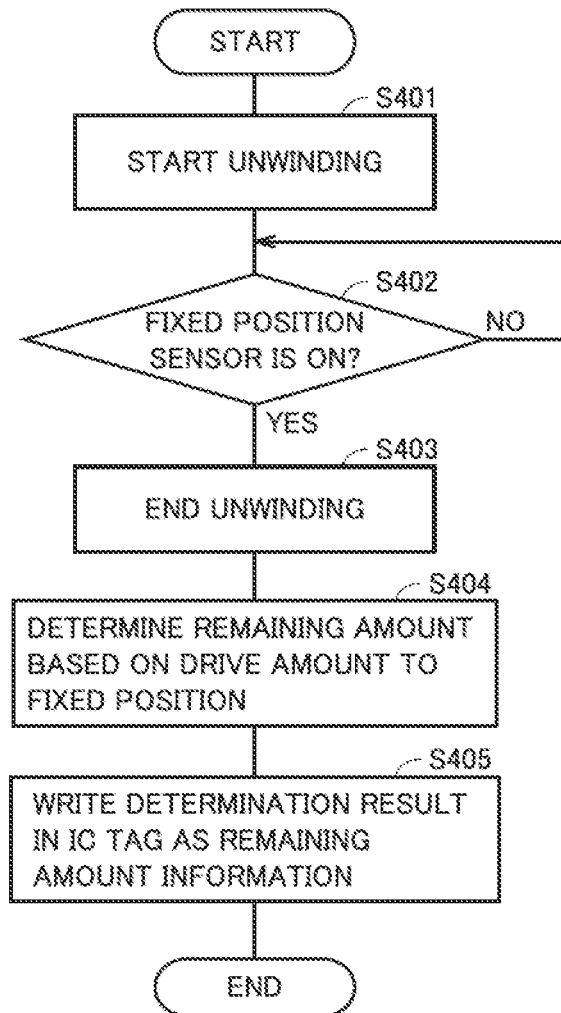 START
S401
START UNWINDING
S402
FIXED POSITION
SENSOR IS ON?
NO
YES
S403
END UNWINDING
S404
DETERMINE REMAINING AMOUNT
BASED ON DRIVE AMOUNT TO
FIXED POSITION
S405
WRITE DETERMINATION RESULT
IN IC TAG AS REMAINING
AMOUNT INFORMATION
END